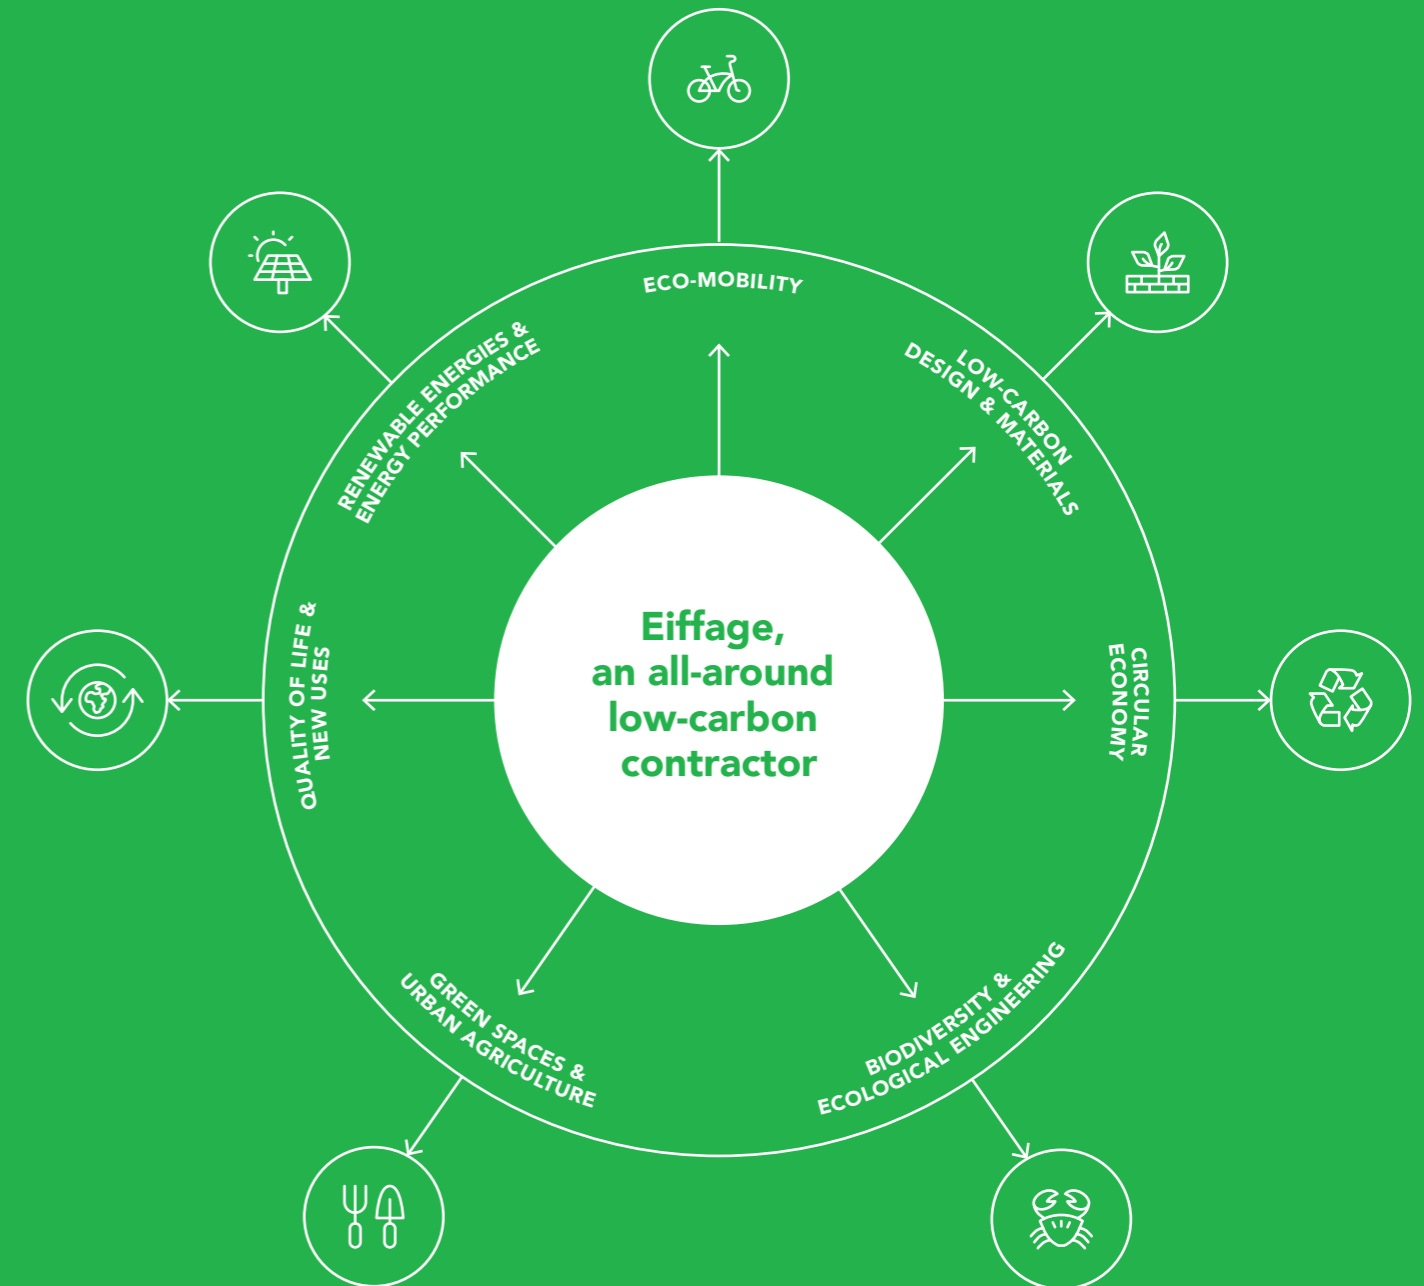 ECO-MOBILITY
LOW-CARBON
DESIGN & MATERIALS
CIRCULAR
ECONOMY
BIODIVERSITY &
ECOLOGICAL ENGINEERING
GREEN SPACES &
URBAN AGRICULTURE
QUALITY OF LIFE &
NEW USES
RENEWABLE ENERGIES &
ENERGY PERFORMANCE
Eiffage,
an all-around
low-carbon
contractor